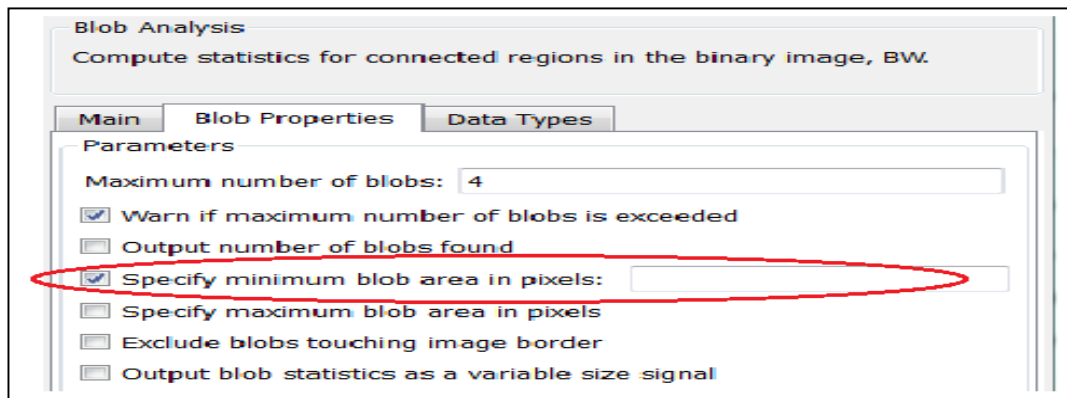 Blob Analysis
Compute statistics for connected regions in the binary image, BW.
Main Blob Properties Data Types
Parameters
Maximum number of blobs: 4
Warn if maximum number of blobs is exceeded
Output number of blobs found
Specify minimum blob area in pixels:
Specify maximum blob area in pixels
Exclude blobs touching image border
Output blob statistics as a variable size signal